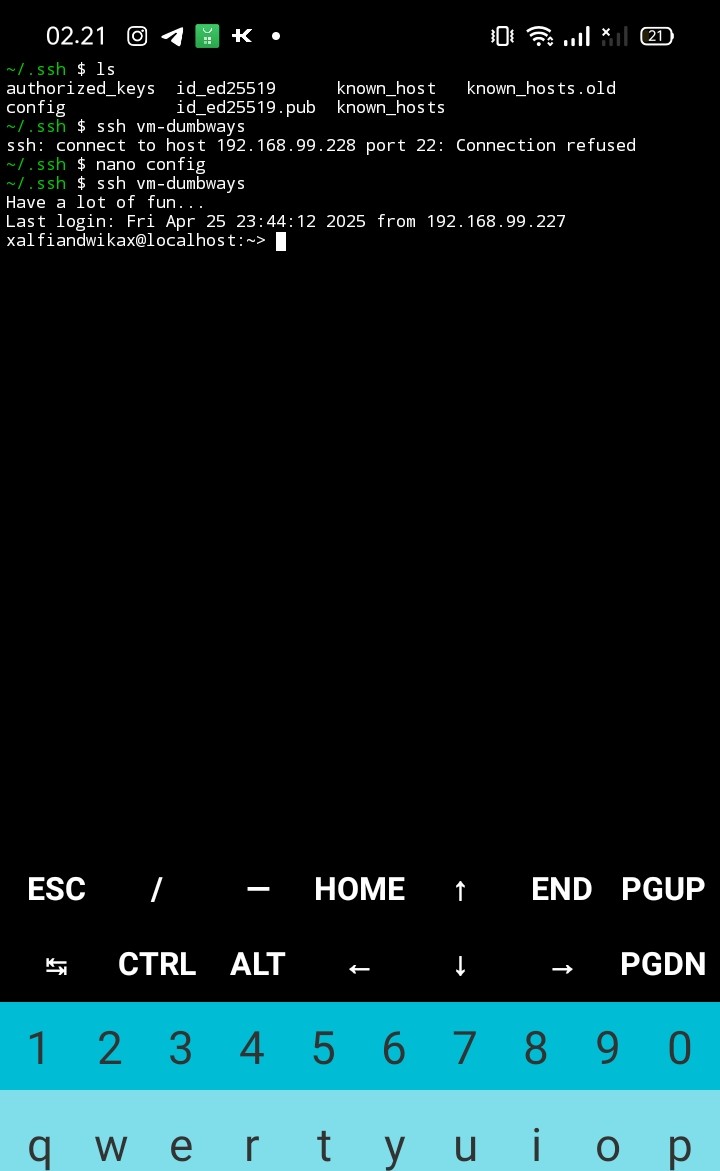 02.21 21
~/.ssh $ ls
authorized_keys id_ed25519 known_host known_hosts.old
config id_ed25519.pub known_hosts
~/.ssh $ ssh vm-dumbways
ssh: connect to host 192.168.99.228 port 22: Connection refused
~/.ssh $ nano config
~/.ssh $ ssh vm-dumbways
Have a lot of fun...
Last login: Fri Apr 25 23:44:12 2025 from 192.168.99.227
xalfiandwikax@localhost:~>
ESC / — HOME ↑ END PGUP
↹ CTRL ALT ← ↓ → PGDN
1 2 3 4 5 6 7 8 9 0
q w e r t y u i o p